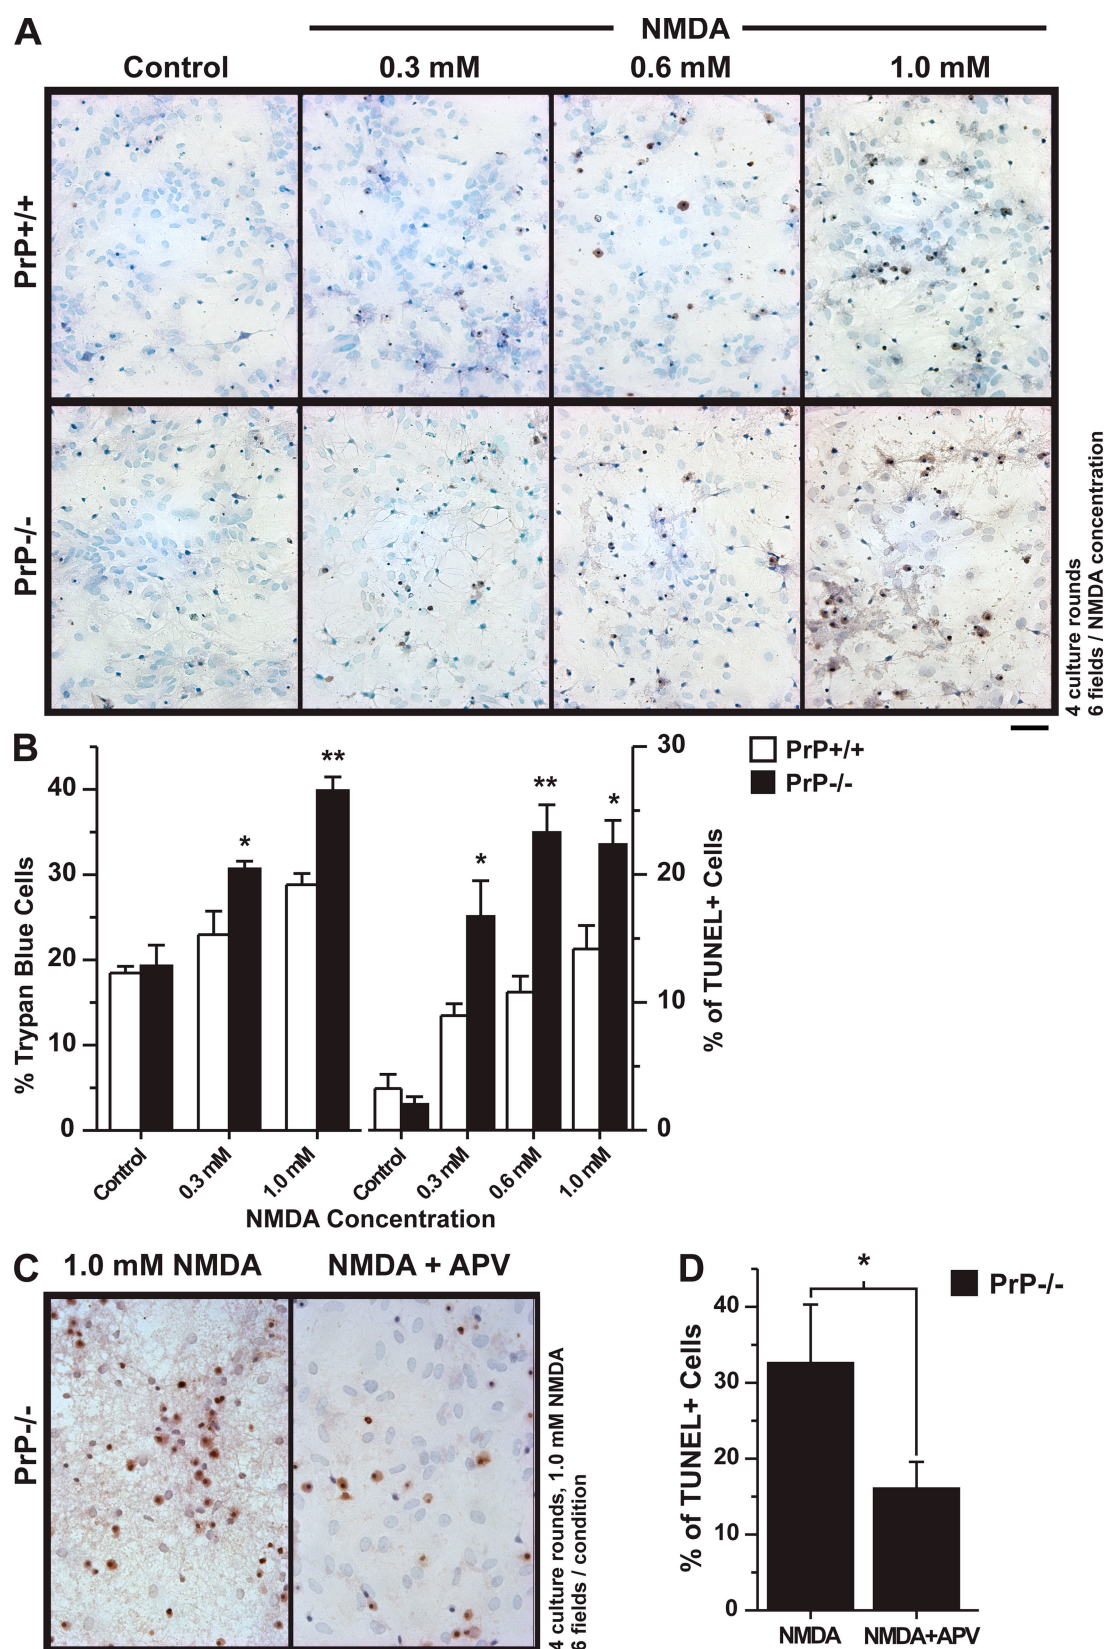 A
NMDA
Control 0.3 mM 0.6 mM 1.0 mM
PrP+/+
PrP-/-
4 culture rounds
6 fields / NMDA concentration
B
PrP+/+
PrP-/-
% Trypan Blue Cells
40
30
20
10
0
** * ** * *
30
20
10
0
% of TUNEL+ Cells
Control 0.3 mM 1.0 mM Control 0.3 mM 0.6 mM 1.0 mM
NMDA Concentration
C
1.0 mM NMDA NMDA + APV
PrP-/-
4 culture rounds, 1.0 mM NMDA
6 fields / condition
D
*
PrP-/-
% of TUNEL+ Cells
40
30
20
10
0
NMDA NMDA+APV